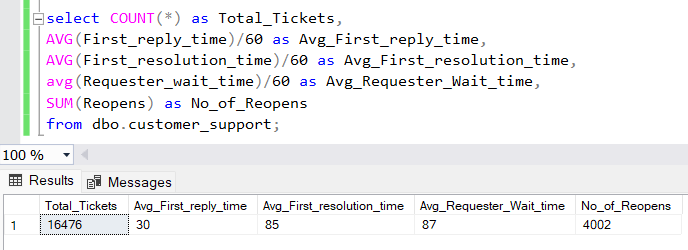 select COUNT(*) as Total_Tickets,
AVG(First_reply_time)/60 as Avg_First_reply_time,
AVG(First_resolution_time)/60 as Avg_First_resolution_time,
avg(Requester_wait_time)/60 as Avg_Requester_Wait_time,
SUM(Reopens) as No_of_Reopens
from dbo.customer_support;
100 %
Results Messages
Total_Tickets Avg_First_reply_time Avg_First_resolution_time Avg_Requester_Wait_time No_of_Reopens
1 16476 30 85 87 4002